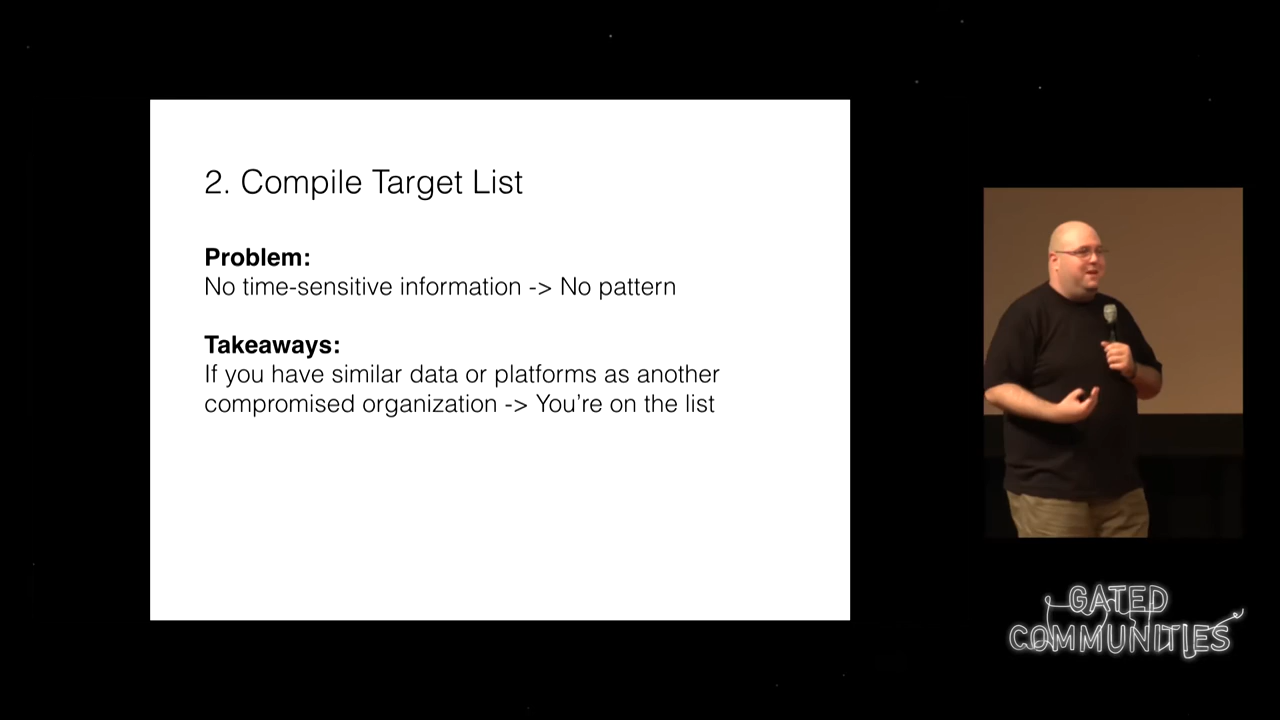 2. Compile Target List
Problem:
No time-sensitive information -> No pattern
Takeaways:
If you have similar data or platforms as another
compromised organization -> You’re on the list
GATED
COMMUNITIES